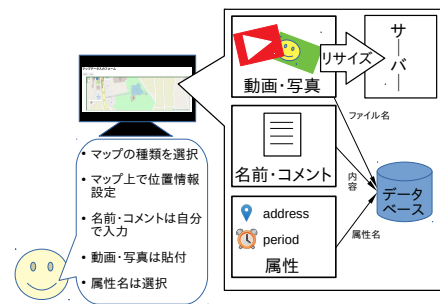 動画・写真
リサイズ
サーバー
ファイル名
名前・コメント
内容
データ
ベース
address
period
属性
属性名
• マップの種類を選択
• マップ上で位置情報
設定
• 名前・コメントは自分
で入力
• 動画・写真は貼付
• 属性名は選択